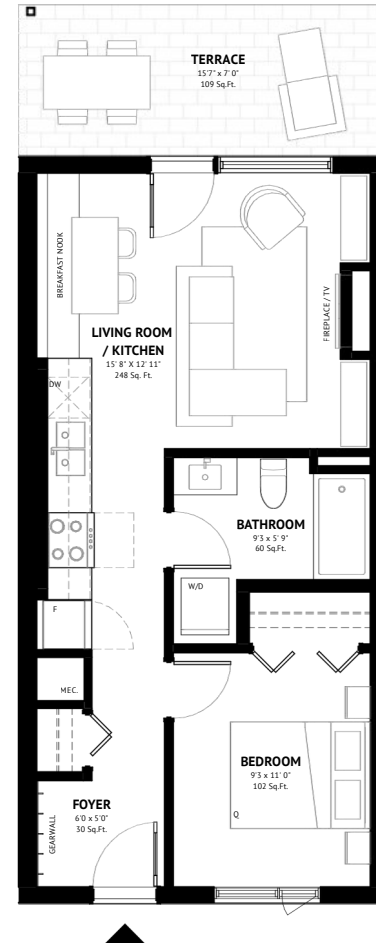 TERRACE
15'7" x 7' 0"
109 Sq.Ft.
BREAKFAST NOOK
FIREPLACE / TV
LIVING ROOM
/ KITCHEN
15' 8" X 12' 11"
248 Sq. Ft.
DW
BATHROOM
9'3 x 5' 9"
60 Sq.Ft.
W/D
F
MEC.
BEDROOM
9'3 x 11' 0"
102 Sq.Ft.
Q
FOYER
6'0 x 5'0"
30 Sq.Ft.
GEARWALL